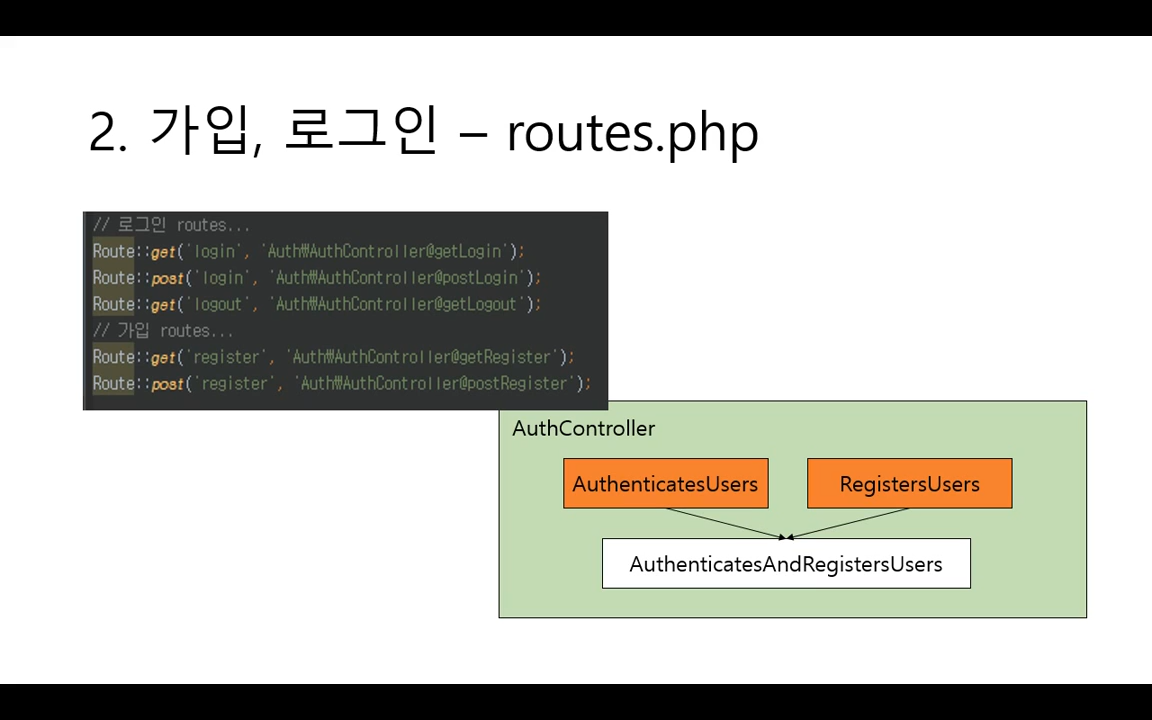 2. 가입, 로그인 – routes.php
// 로그인 routes...
Route::get('login', 'Auth₩AuthController@getLogin');
Route::post('login', 'Auth₩AuthController@postLogin');
Route::get('logout', 'Auth₩AuthController@getLogout');
// 가입 routes...
Route::get('register', 'Auth₩AuthController@getRegister');
Route::post('register', 'Auth₩AuthController@postRegister');
AuthController
AuthenticatesUsers
RegistersUsers
AuthenticatesAndRegistersUsers